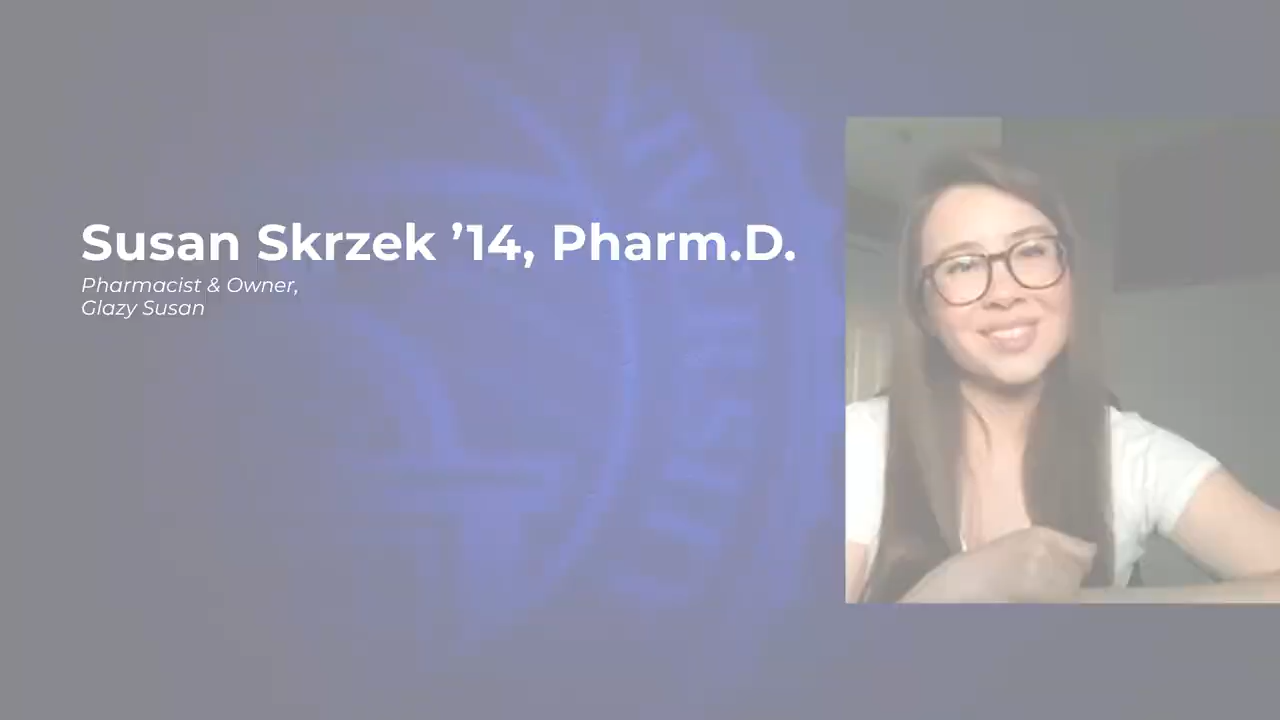 Susan Skrzek ’14, Pharm.D.
Pharmacist & Owner,
Glazy Susan